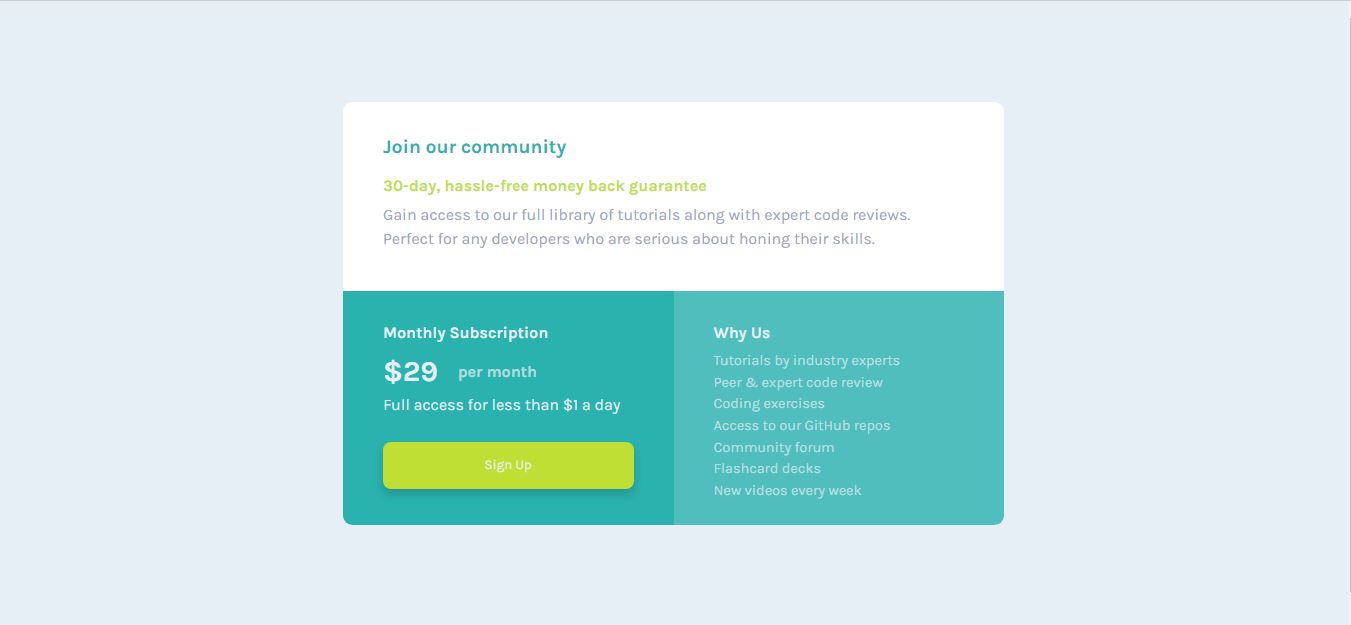 Join our community
30-day, hassle-free money back guarantee
Gain access to our full library of tutorials along with expert code reviews.
Perfect for any developers who are serious about honing their skills.
Monthly Subscription
$29 per month
Full access for less than $1 a day
Sign Up
Why Us
Tutorials by industry experts
Peer & expert code review
Coding exercises
Access to our GitHub repos
Community forum
Flashcard decks
New videos every week